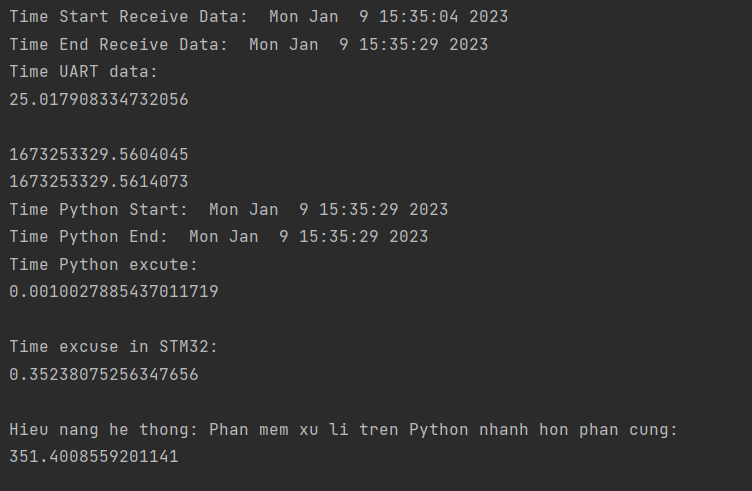 Time Start Receive Data:  Mon Jan  9 15:35:04 2023
Time End Receive Data:  Mon Jan  9 15:35:29 2023
Time UART data:
25.017908334732056
1673253329.5604045
1673253329.5614073
Time Python Start:  Mon Jan  9 15:35:29 2023
Time Python End:  Mon Jan  9 15:35:29 2023
Time Python excute:
0.0010027885437011719
Time excuse in STM32:
0.35238075256347656
Hieu nang he thong: Phan mem xu li tren Python nhanh hon phan cung:
351.4008559201141